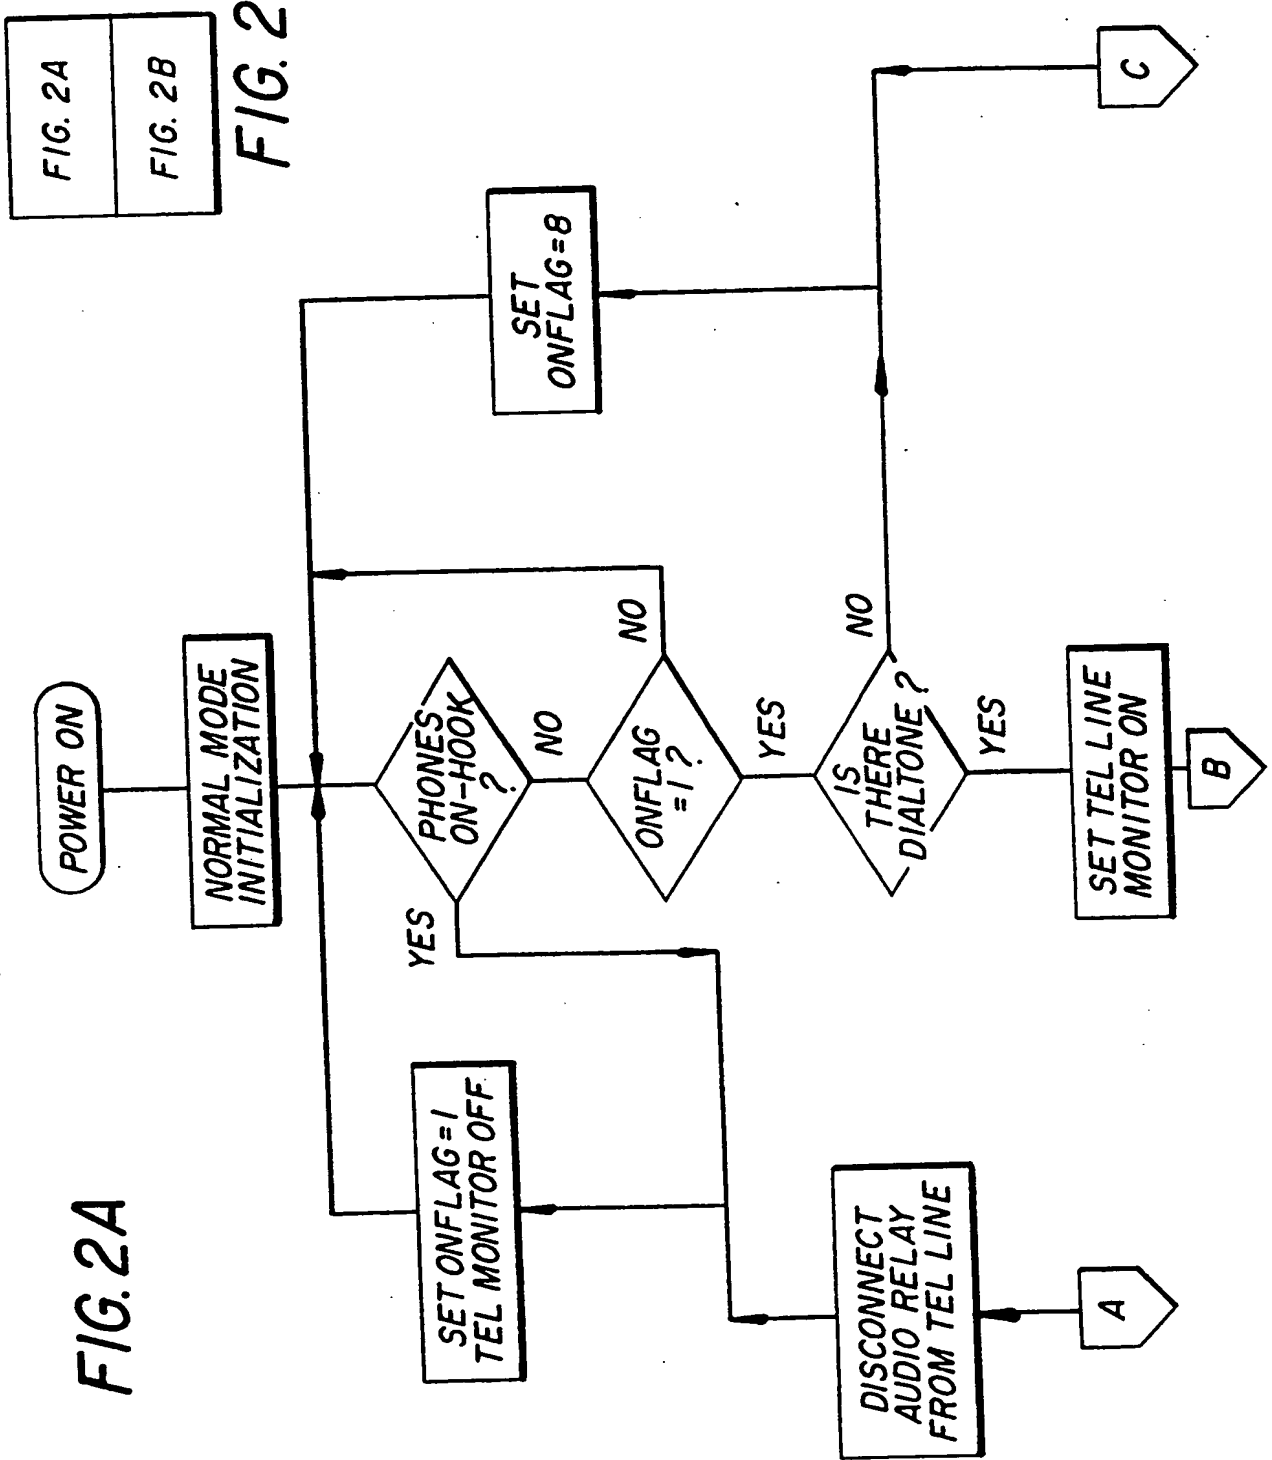 FIG. 2A
FIG. 2A
FIG. 2B
FIG. 2
POWER ON
NORMAL MODE
INITIALIZATION
SET ONFLAG=1
TEL MONITOR OFF
YES
PHONES
ON-HOOK
?
NO
SET
ONFLAG=8
ONFLAG
=1?
NO
YES
IS
THERE
DIALTONE?
NO
YES
DISCONNECT
AUDIO RELAY
FROM TEL LINE
SET TEL LINE
MONITOR ON
A
B
C